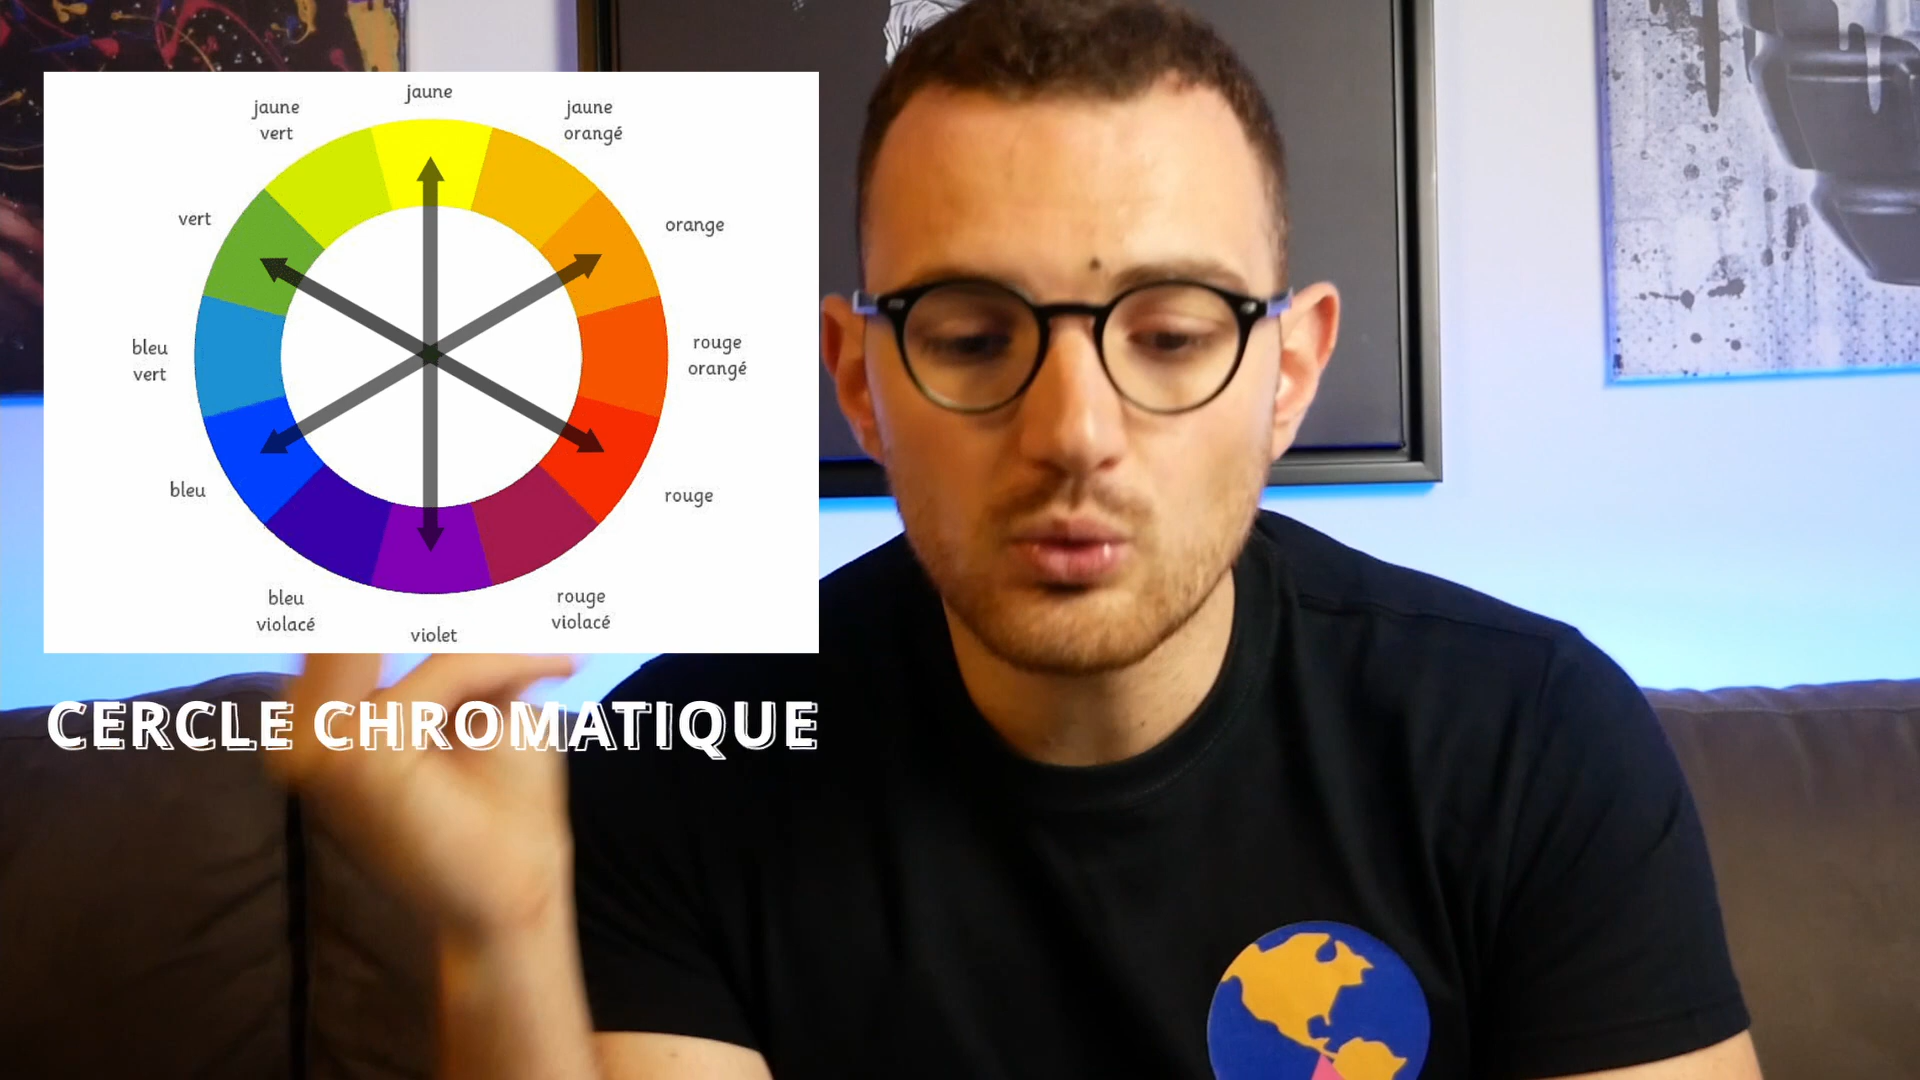 jaune
jaune
vert
jaune
orangé
vert
orange
bleu
vert
rouge
orangé
bleu
rouge
bleu
violacé
violet
rouge
violacé
CERCLE CHROMATIQUE